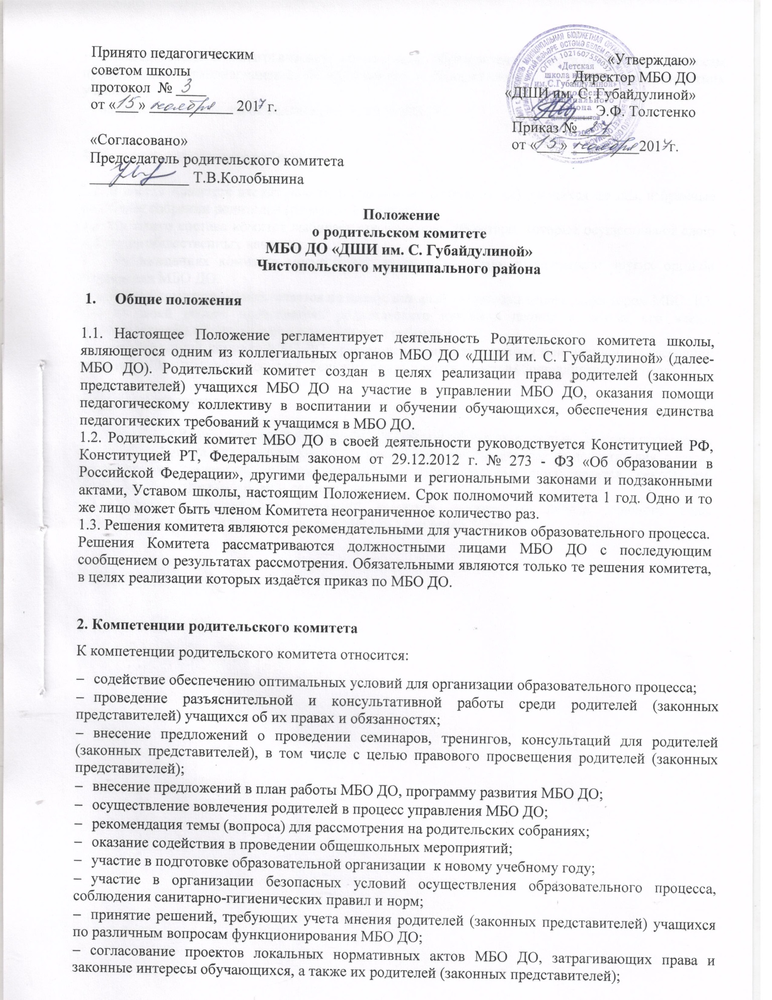 Принято педагогическим
советом школы
протокол № 3
от «15» ноября 2017 г.
«Согласовано»
Председатель родительского комитета
Т.В.Колобынина
«Утверждаю»
Директор МБО ДО
«ДШИ им. С. Губайдулиной»
Э.Ф. Толстенко
Приказ № 87
от «15» ноября 2017г.
ОГРН 1021607558037
«Детская
школа искусств
им.С.Губайдулиной»
муниципального
района
Положение
о родительском комитете
МБО ДО «ДШИ им. С. Губайдулиной»
Чистопольского муниципального района
1. Общие положения
1.1. Настоящее Положение регламентирует деятельность Родительского комитета школы,
являющегося одним из коллегиальных органов МБО ДО «ДШИ им. С. Губайдулиной» (далее-
МБО ДО). Родительский комитет создан в целях реализации права родителей (законных
представителей) учащихся МБО ДО на участие в управлении МБО ДО, оказания помощи
педагогическому коллективу в воспитании и обучении обучающихся, обеспечения единства
педагогических требований к учащимся в МБО ДО.
1.2. Родительский комитет МБО ДО в своей деятельности руководствуется Конституцией РФ,
Конституцией РТ, Федеральным законом от 29.12.2012 г. № 273 - ФЗ «Об образовании в
Российской Федерации», другими федеральными и региональными законами и подзаконными
актами, Уставом школы, настоящим Положением. Срок полномочий комитета 1 год. Одно и то
же лицо может быть членом Комитета неограниченное количество раз.
1.3. Решения комитета являются рекомендательными для участников образовательного процесса.
Решения Комитета рассматриваются должностными лицами МБО ДО с последующим
сообщением о результатах рассмотрения. Обязательными являются только те решения комитета,
в целях реализации которых издаётся приказ по МБО ДО.
2. Компетенции родительского комитета
К компетенции родительского комитета относится:
– содействие обеспечению оптимальных условий для организации образовательного процесса;
– проведение разъяснительной и консультативной работы среди родителей (законных
представителей) учащихся об их правах и обязанностях;
– внесение предложений о проведении семинаров, тренингов, консультаций для родителей
(законных представителей), в том числе с целью правового просвещения родителей (законных
представителей);
– внесение предложений в план работы МБО ДО, программу развития МБО ДО;
– осуществление вовлечения родителей в процесс управления МБО ДО;
– рекомендация темы (вопроса) для рассмотрения на родительских собраниях;
– оказание содействия в проведении общешкольных мероприятий;
– участие в подготовке образовательной организации к новому учебному году;
– участие в организации безопасных условий осуществления образовательного процесса,
соблюдения санитарно-гигиенических правил и норм;
– принятие решений, требующих учета мнения родителей (законных представителей) учащихся
по различным вопросам функционирования МБО ДО;
– согласование проектов локальных нормативных актов МБО ДО, затрагивающих права и
законные интересы обучающихся, а также их родителей (законных представителей);